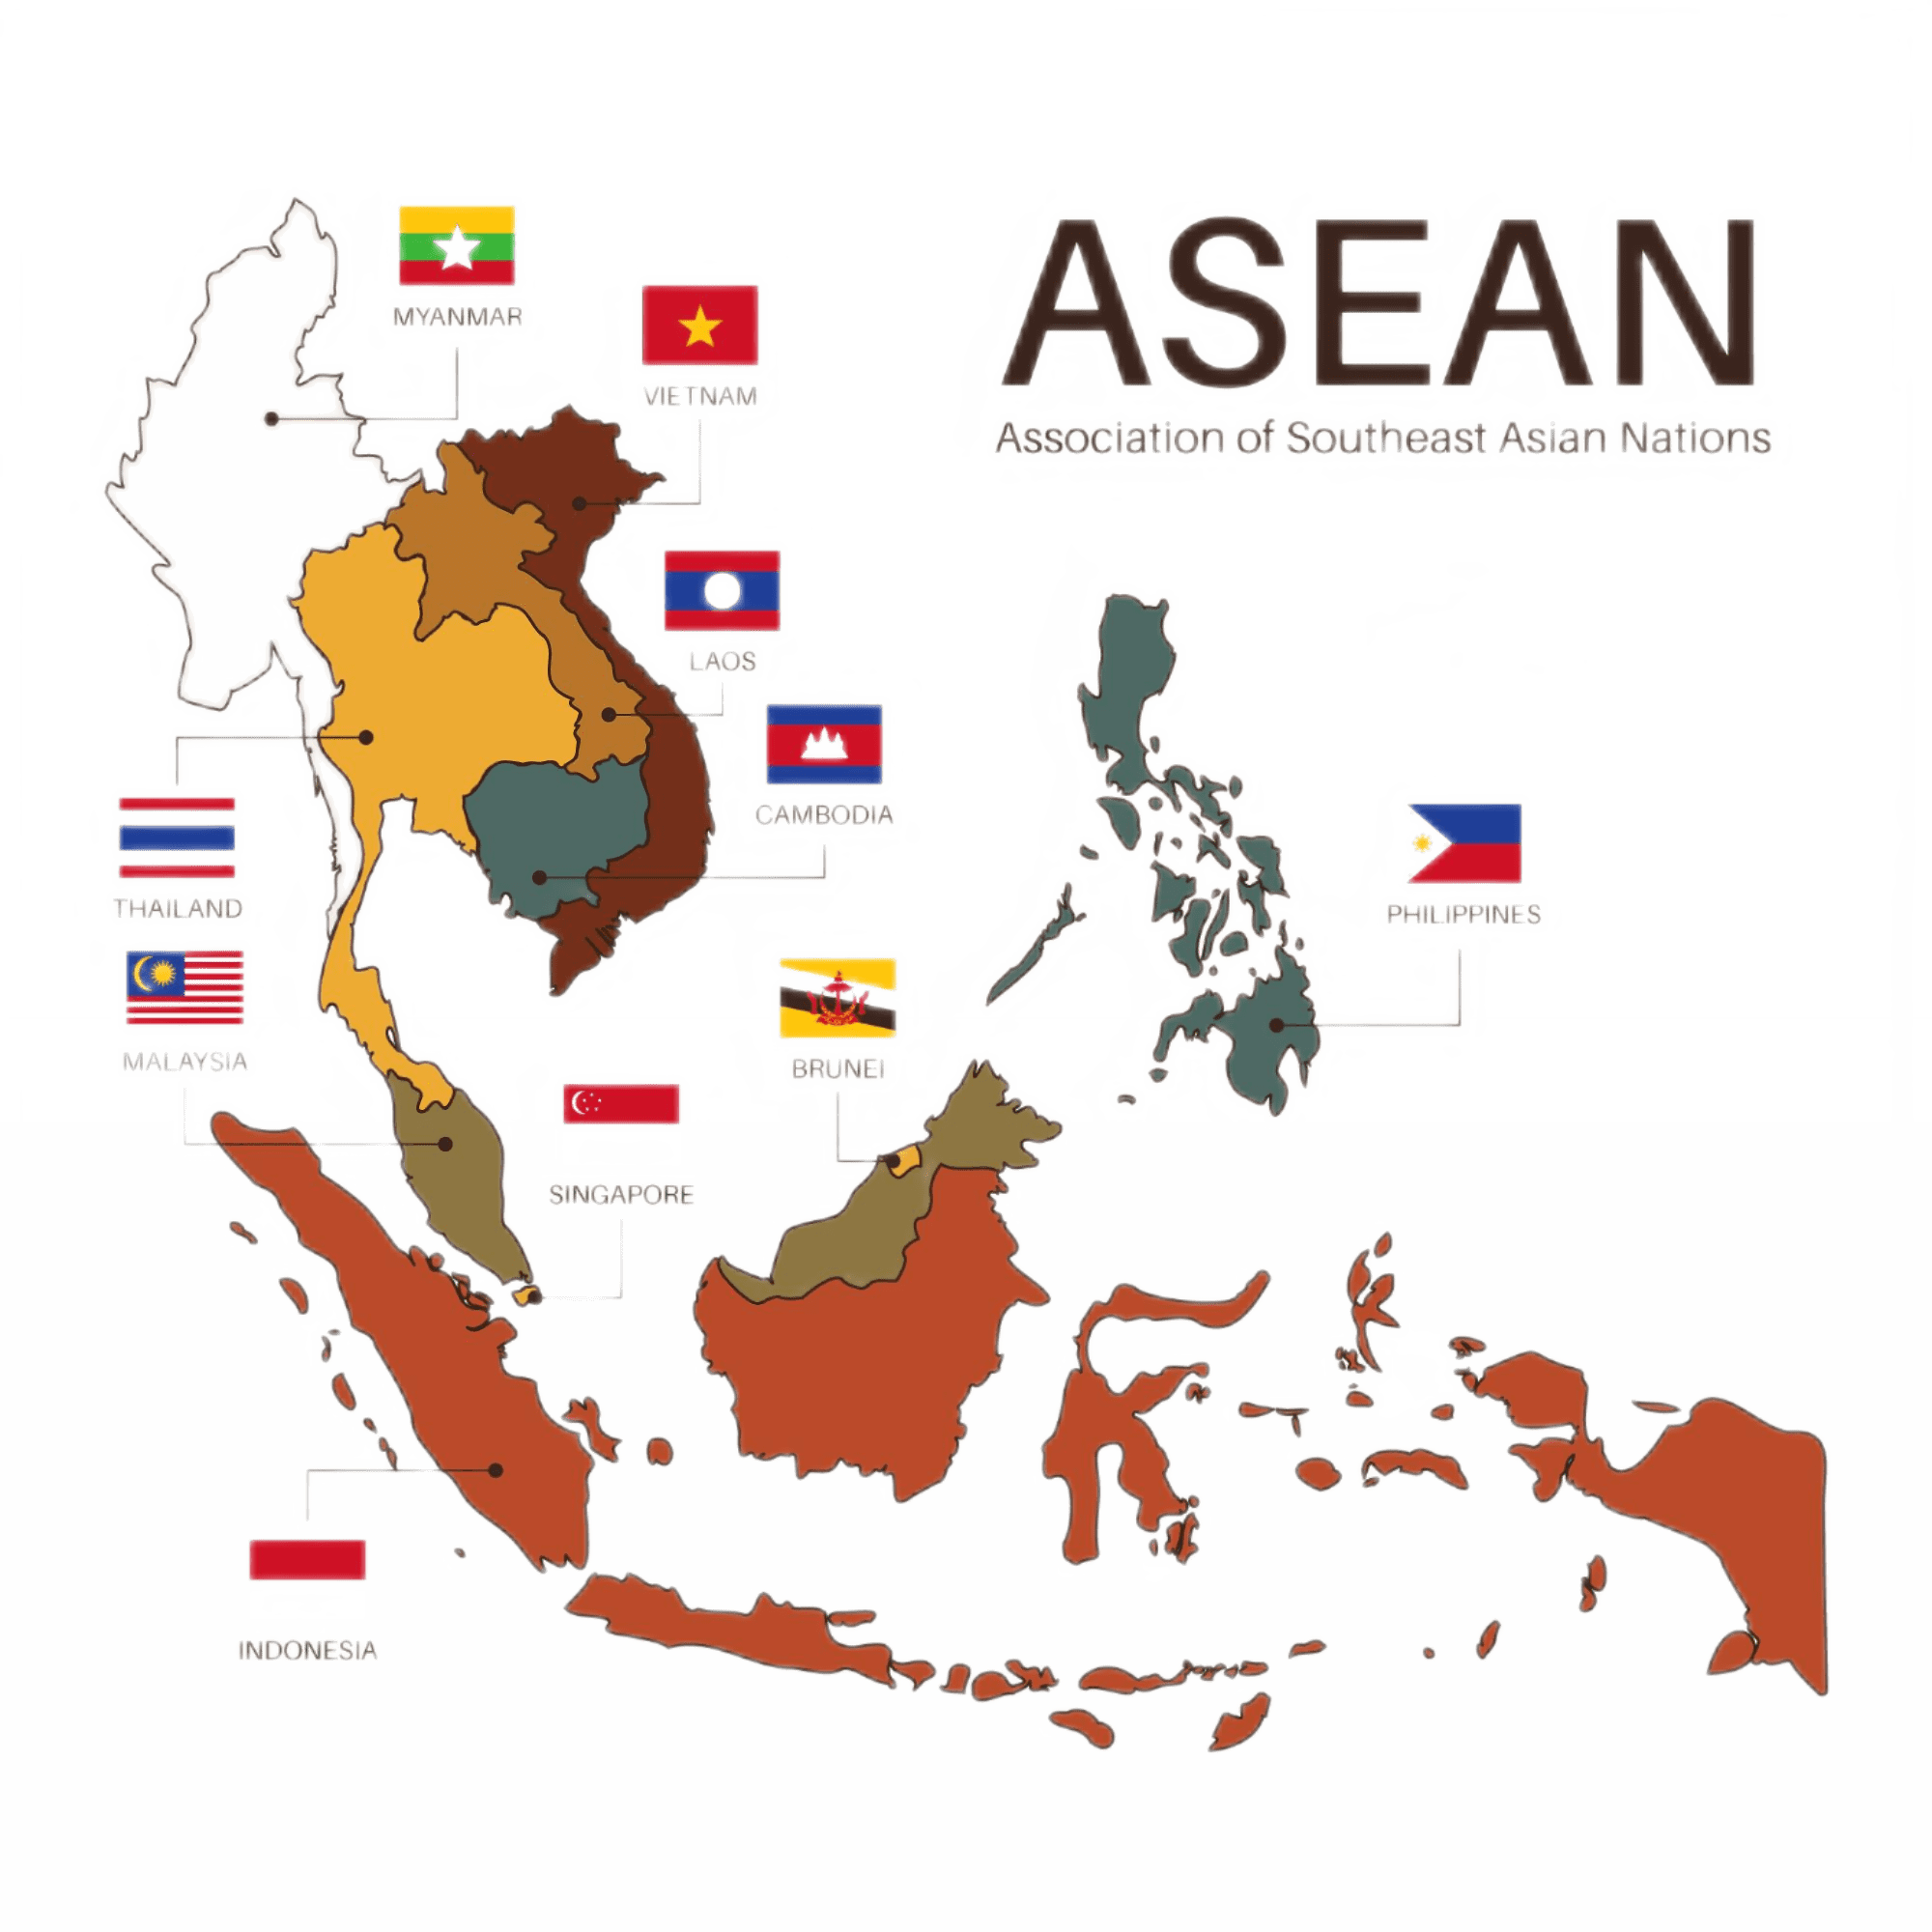 ASEAN
Association of Southeast Asian Nations
MYANMAR
VIETNAM
LAOS
CAMBODIA
THAILAND
PHILIPPINES
MALAYSIA
BRUNEI
SINGAPORE
INDONESIA